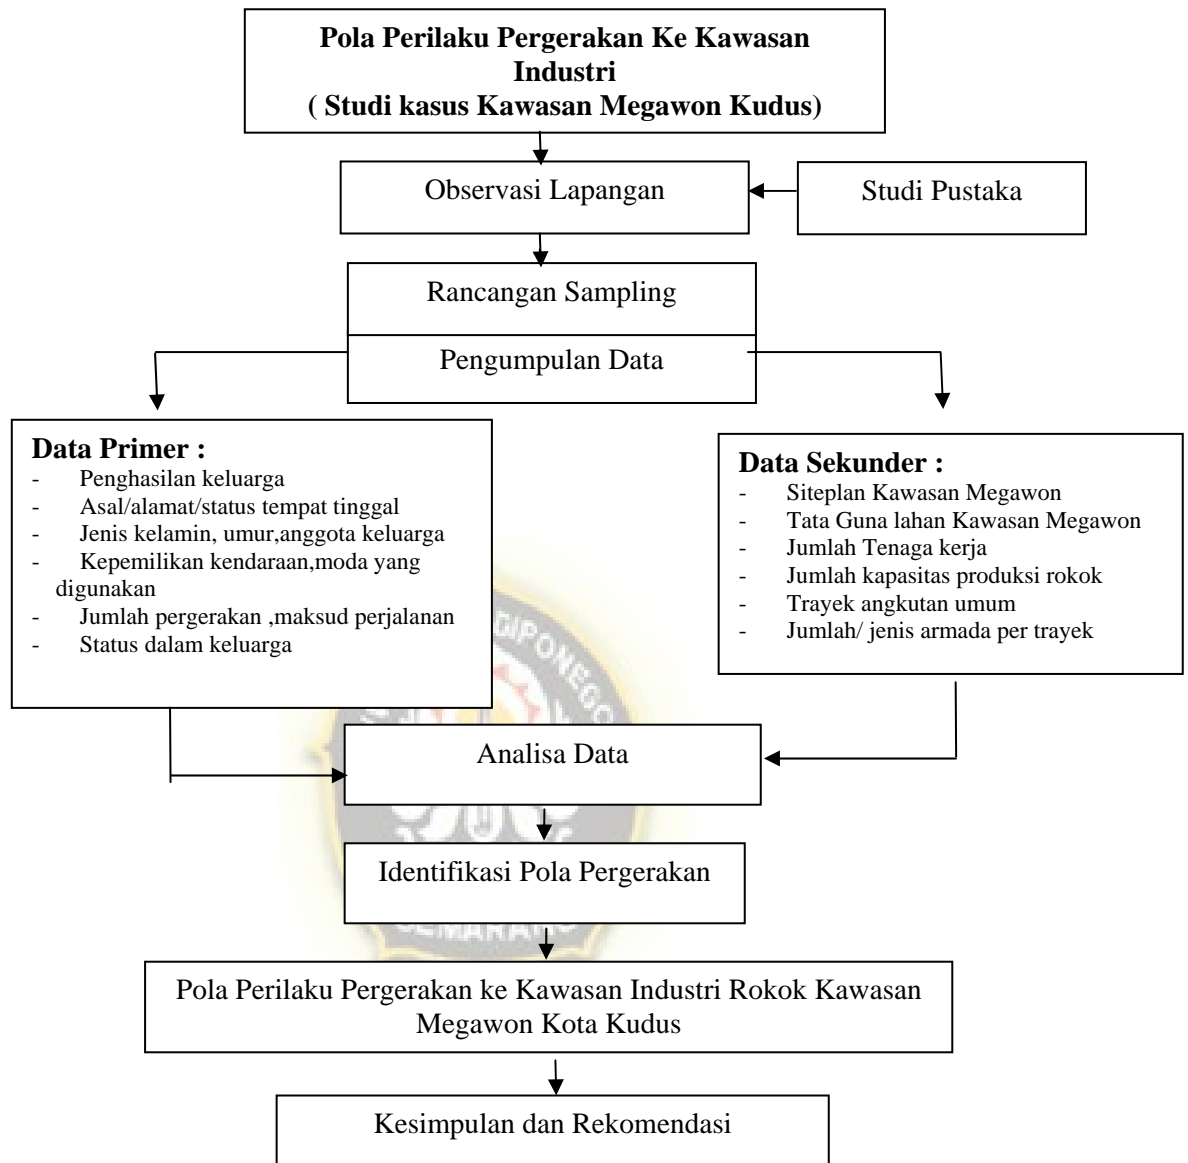 Pola Perilaku Pergerakan Ke Kawasan
Industri
( Studi kasus Kawasan Megawon Kudus)
Observasi Lapangan
Studi Pustaka
Rancangan Sampling
Pengumpulan Data
Data Primer :
- Penghasilan keluarga
- Asal/alamat/status tempat tinggal
- Jenis kelamin, umur,anggota keluarga
- Kepemilikan kendaraan,moda yang
digunakan
- Jumlah pergerakan ,maksud perjalanan
- Status dalam keluarga
Data Sekunder :
- Siteplan Kawasan Megawon
- Tata Guna lahan Kawasan Megawon
- Jumlah Tenaga kerja
- Jumlah kapasitas produksi rokok
- Trayek angkutan umum
- Jumlah/ jenis armada per trayek
Analisa Data
Identifikasi Pola Pergerakan
SEMARANG
Pola Perilaku Pergerakan ke Kawasan Industri Rokok Kawasan
Megawon Kota Kudus
Kesimpulan dan Rekomendasi